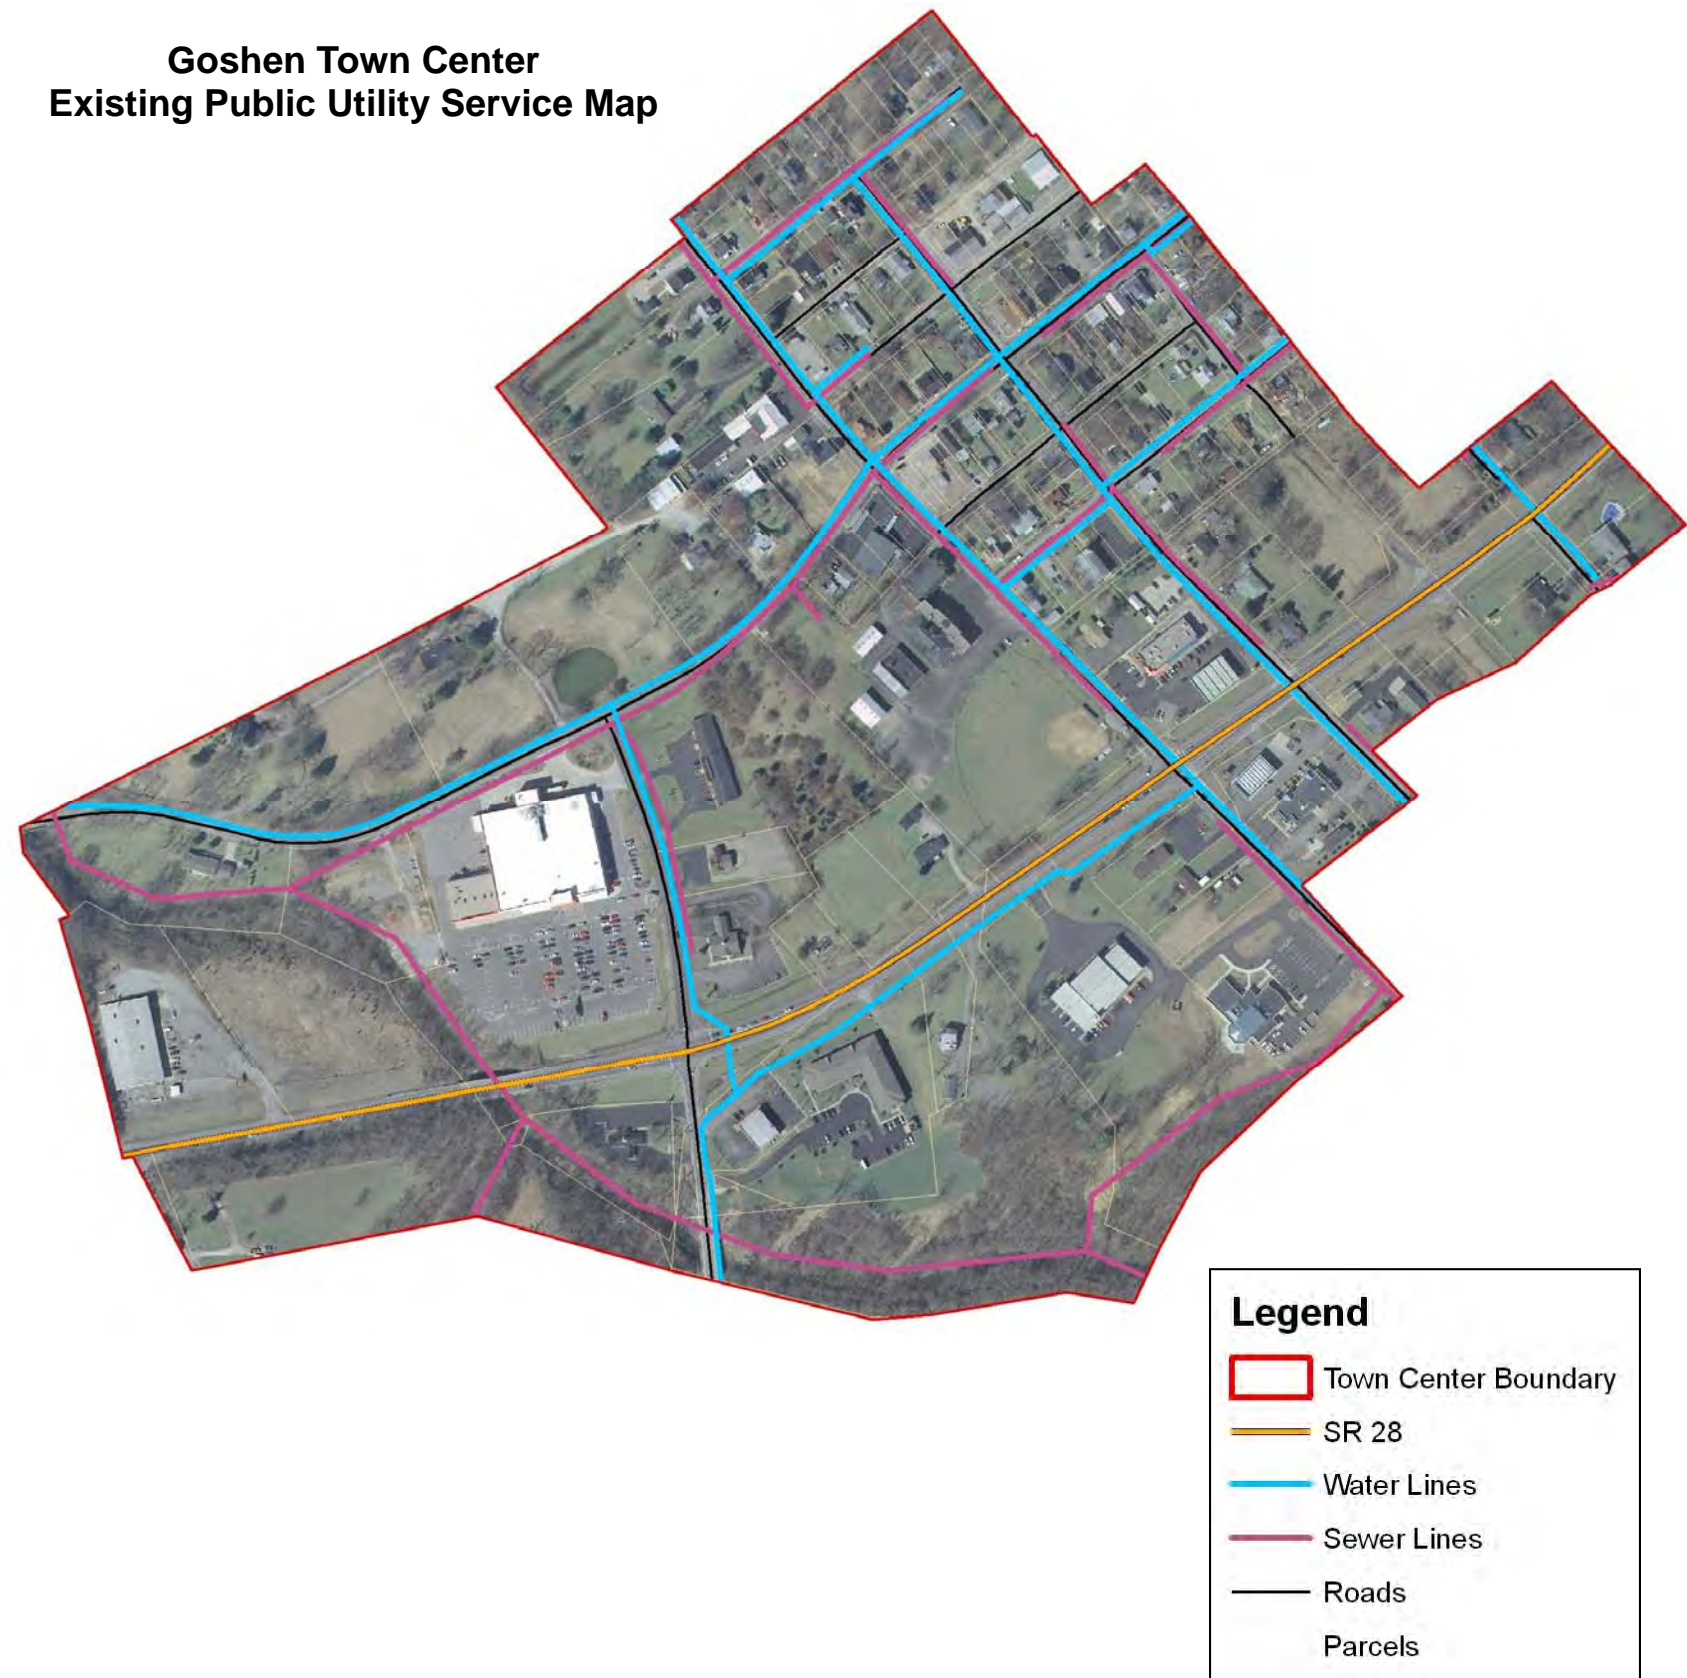 Goshen Town Center
Existing Public Utility Service Map
Legend
Town Center Boundary
SR 28
Water Lines
Sewer Lines
Roads
Parcels